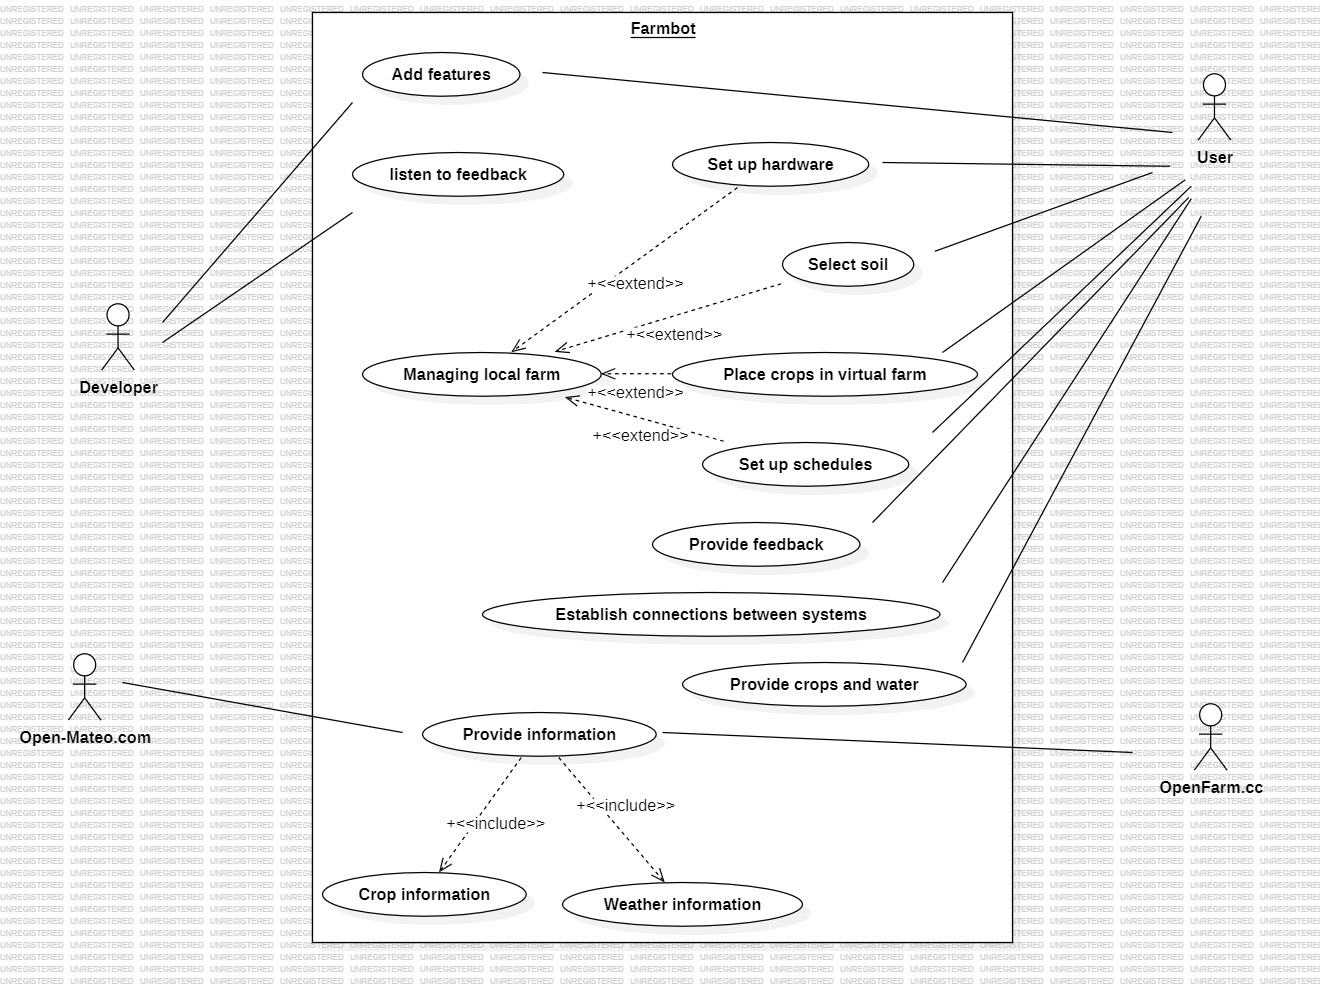 Farmbot
Add features
User
Set up hardware
listen to feedback
Select soil
+<<extend>>
+<<extend>>
Managing local farm
Place crops in virtual farm
Developer
+<<extend>>
+<<extend>>
Set up schedules
Provide feedback
Establish connections between systems
Provide crops and water
Open-Mateo.com
Provide information
OpenFarm.cc
+<<include>>
+<<include>>
Crop information
Weather information
UNREGISTERED